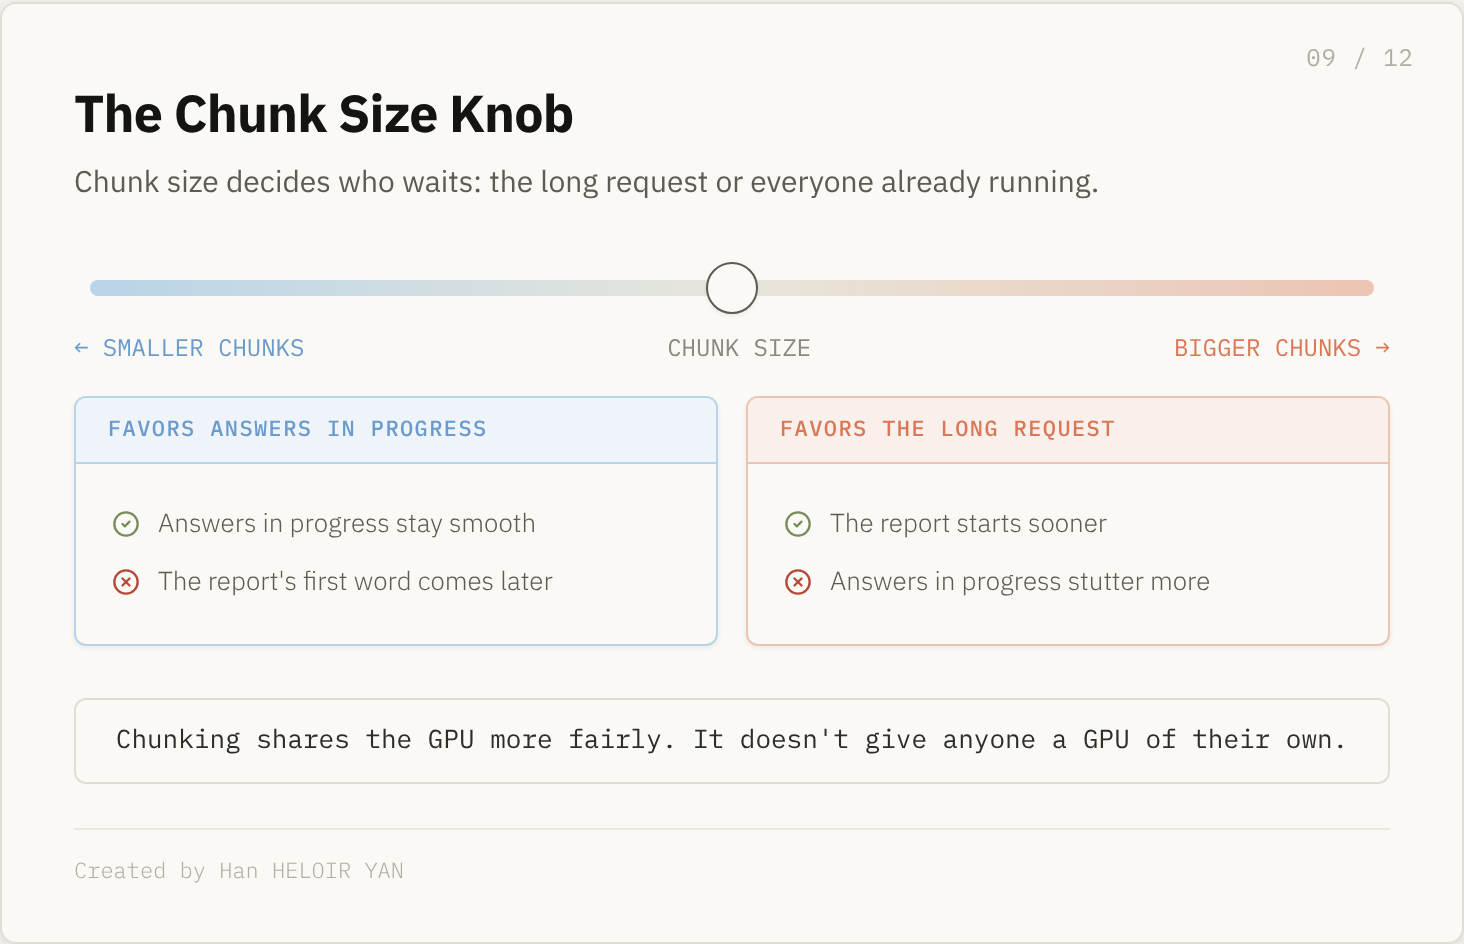 09 / 12
The Chunk Size Knob
Chunk size decides who waits: the long request or everyone already running.
← SMALLER CHUNKS
CHUNK SIZE
BIGGER CHUNKS →
FAVORS ANSWERS IN PROGRESS
Answers in progress stay smooth
The report's first word comes later
FAVORS THE LONG REQUEST
The report starts sooner
Answers in progress stutter more
Chunking shares the GPU more fairly. It doesn't give anyone a GPU of their own.
Created by Han HELOIR YAN